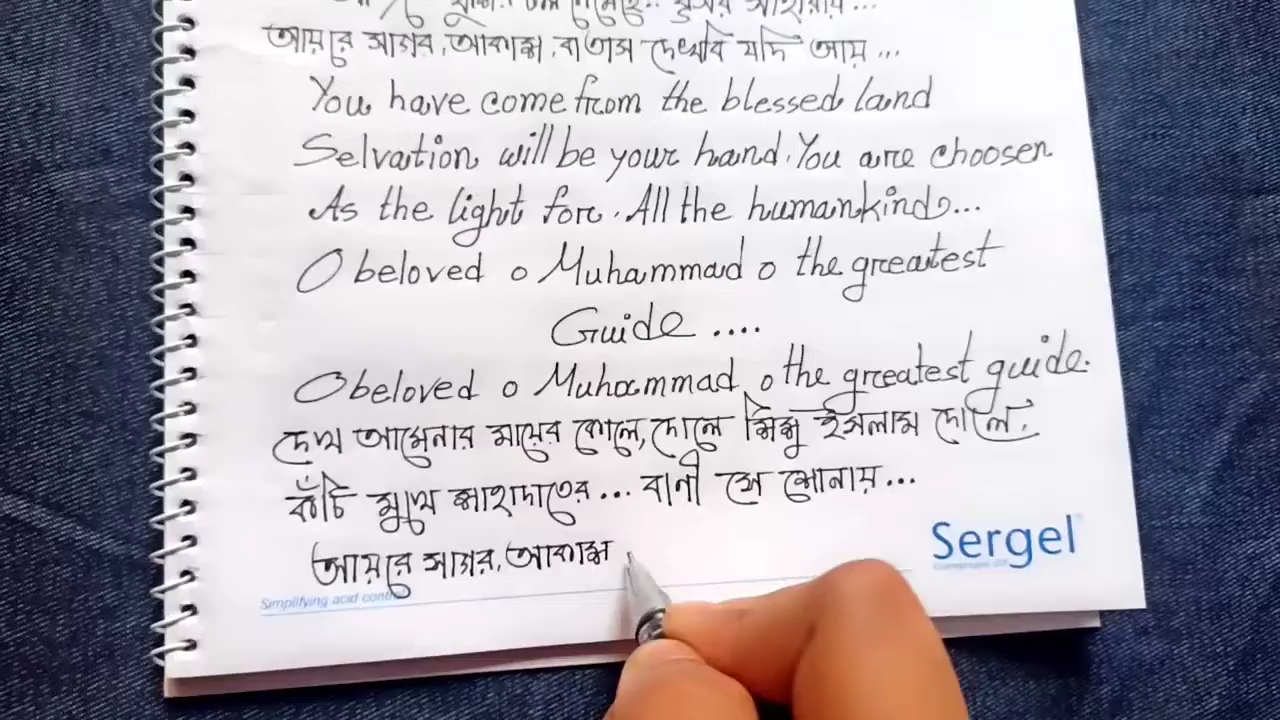 আয়রে সাগর, আকাশ, বাতাস দেখবি যদি আয়...
You have come from the blessed land
Selvation will be your hand. You are choosen
As the light for. All the humankind...
O beloved o Muhammad o the greatest
Guide ....
O beloved o Muhammad o the greatest guide.
দেখ আমেনার মায়ের কোলে, দোলে শিশু ইসলাম দোলে,
কঁচি মুখে শাহাদাতের... বাণী সে শোনায়...
আয়রে সাগর, আকাশ
Sergel
Simplifying acid